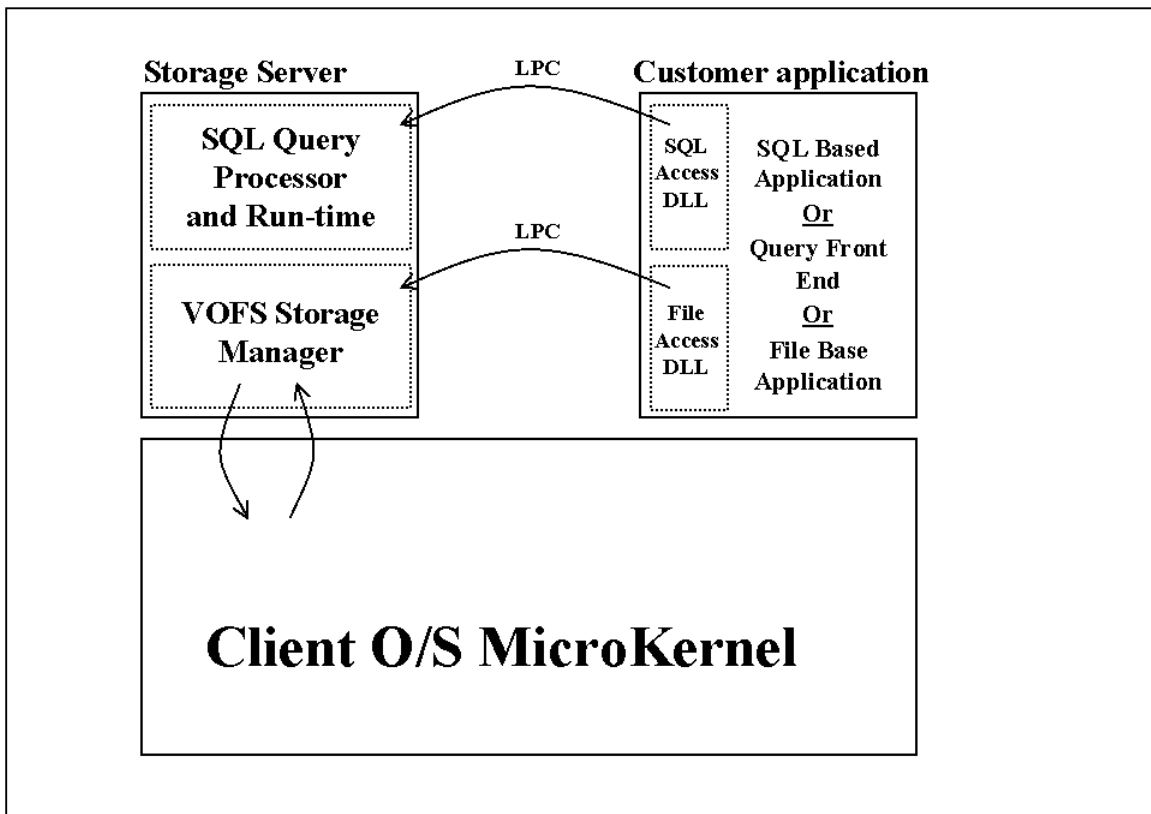 Storage Server
LPC
Customer application
SQL Query
Processor
and Run-time
SQL
Access
DLL
SQL Based
Application
Or
Query Front
End
Or
File Base
Application
LPC
VOFS Storage
Manager
File
Access
DLL
Client O/S MicroKernel